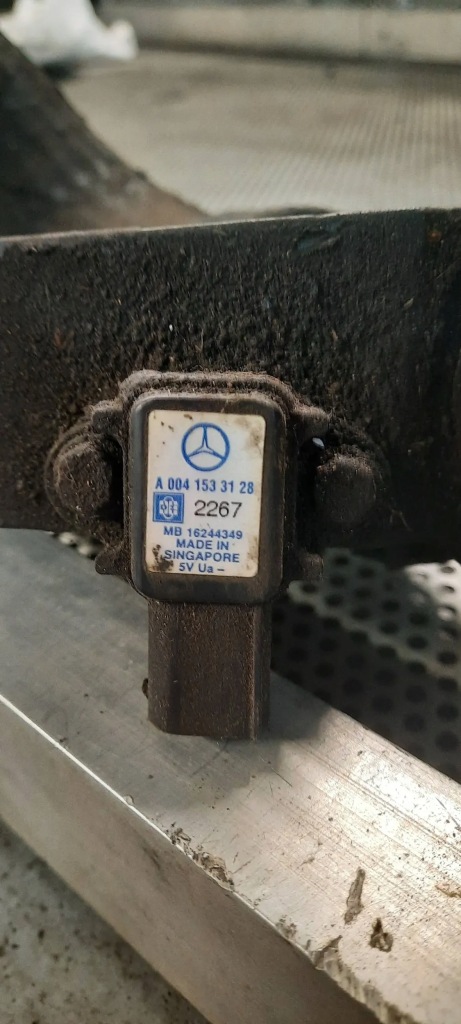 A 004 153 31 28
2267
MB 16244349
MADE IN
SINGAPORE
5V Ua –